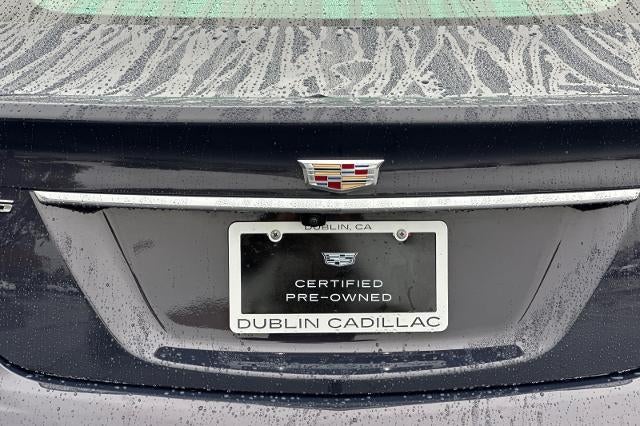 DUBLIN, CA
CERTIFIED
PRE-OWNED
DUBLIN CADILLAC